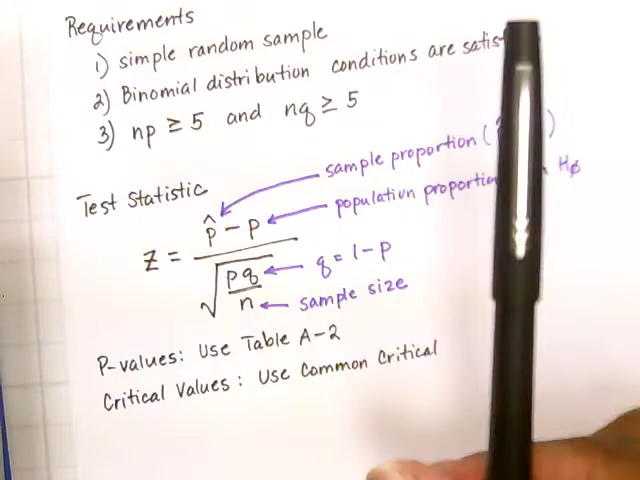 Requirements
1) simple random sample
2) Binomial distribution conditions are satis
3) np ≥ 5 and nq ≥ 5
sample proportion (
)
Test Statistic
population proportion
H₀
z = p̂ - p / √(pq/n)
q = 1 - p
sample size
P-values: Use Table A-2
Critical Values: Use Common Critical